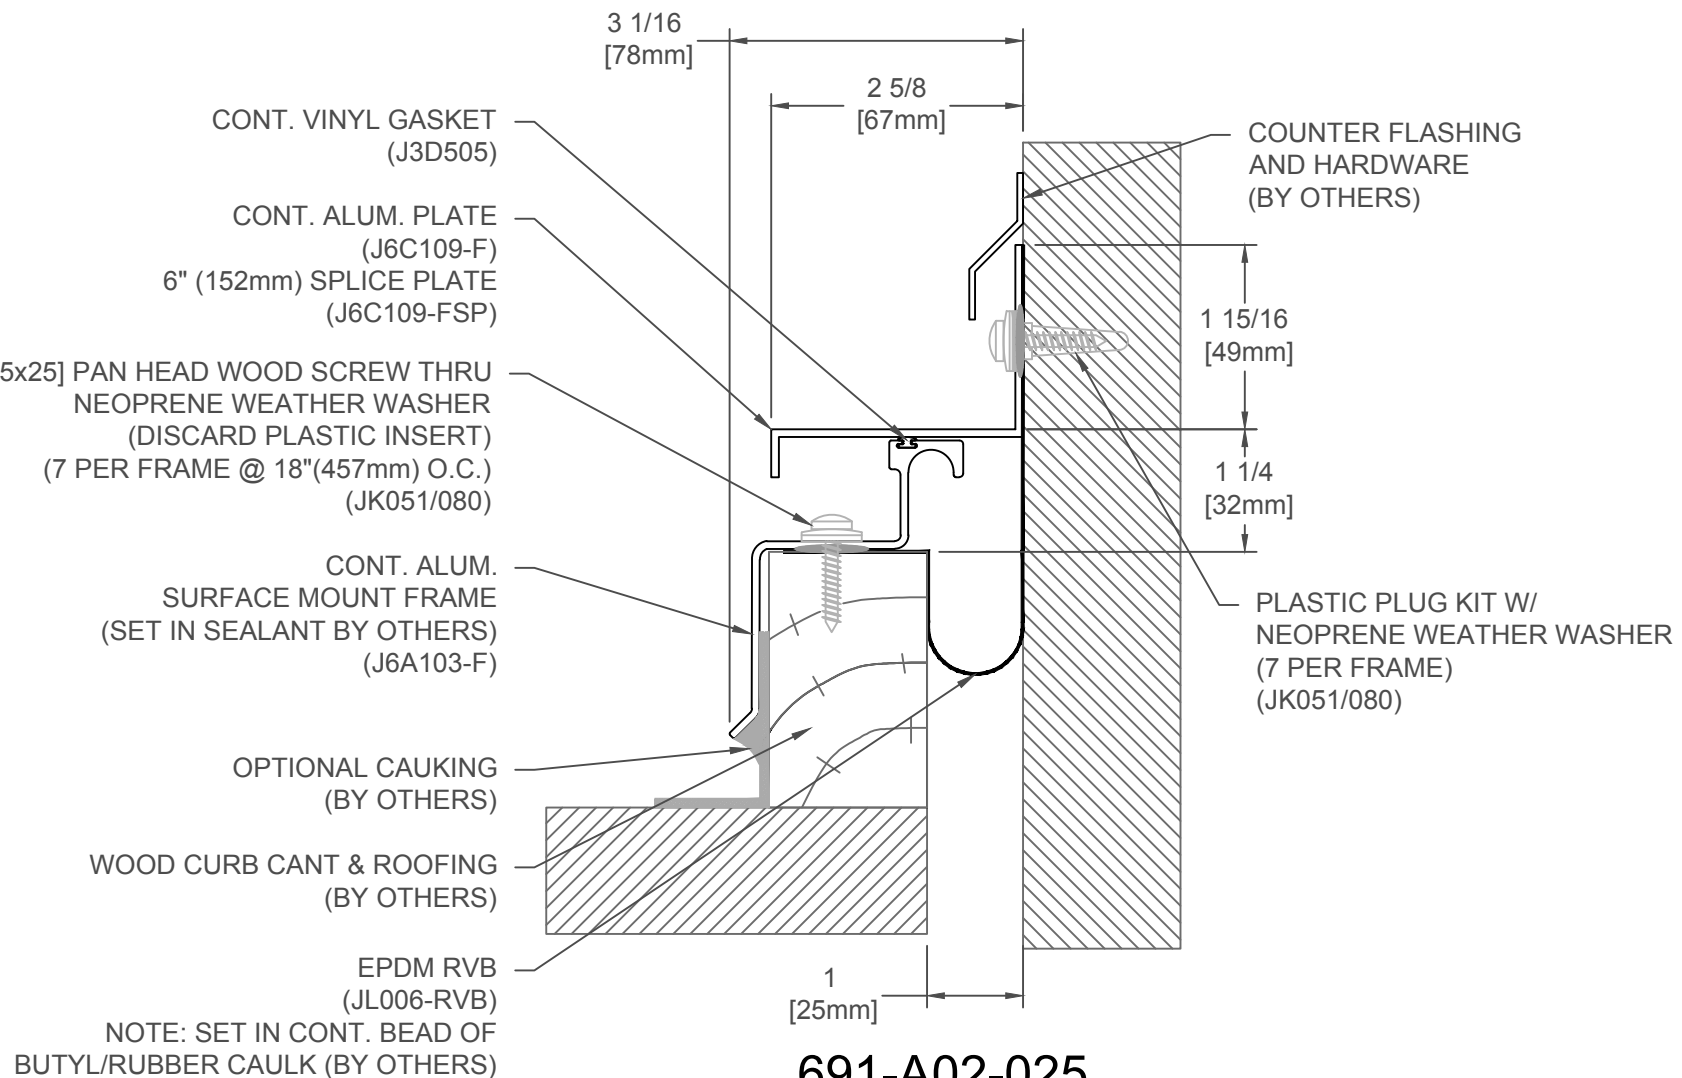 3 1/16
[78mm]
2 5/8
[67mm]
CONT. VINYL GASKET
(J3D505)
COUNTER FLASHING
AND HARDWARE
(BY OTHERS)
CONT. ALUM. PLATE
(J6C109-F)
6" (152mm) SPLICE PLATE
(J6C109-FSP)
1 15/16
[49mm]
5x25] PAN HEAD WOOD SCREW THRU
NEOPRENE WEATHER WASHER
(DISCARD PLASTIC INSERT)
(7 PER FRAME @ 18"(457mm) O.C.)
(JK051/080)
1 1/4
[32mm]
CONT. ALUM.
SURFACE MOUNT FRAME
(SET IN SEALANT BY OTHERS)
(J6A103-F)
PLASTIC PLUG KIT W/
NEOPRENE WEATHER WASHER
(7 PER FRAME)
(JK051/080)
OPTIONAL CAUKING
(BY OTHERS)
WOOD CURB CANT & ROOFING
(BY OTHERS)
EPDM RVB
(JL006-RVB)
NOTE: SET IN CONT. BEAD OF
BUTYL/RUBBER CAULK (BY OTHERS)
1
[25mm]
691-A02-025